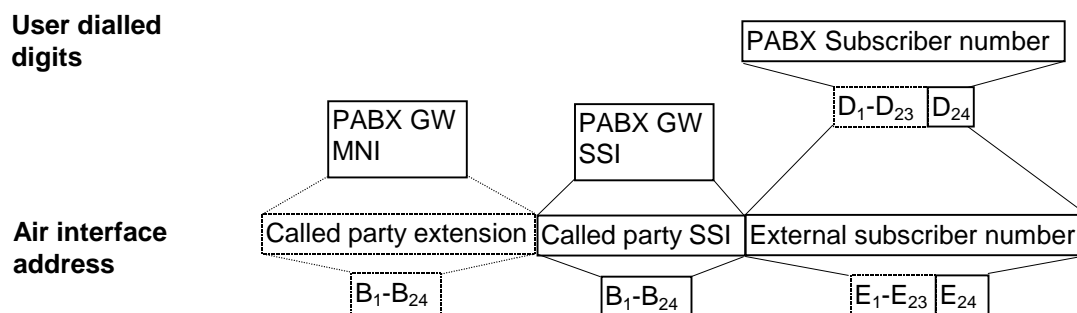 User dialled
digits
PABX Subscriber number
D₁-D₂₃ D₂₄
PABX GW
MNI
PABX GW
SSI
Air interface
address
Called party extension Called party SSI External subscriber number
B₁-B₂₄ B₁-B₂₄ E₁-E₂₃ E₂₄